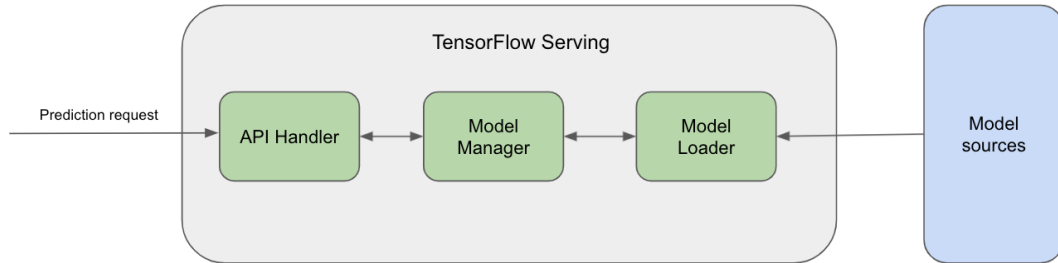 TensorFlow Serving
Prediction request
API Handler
Model
Manager
Model
Loader
Model
sources